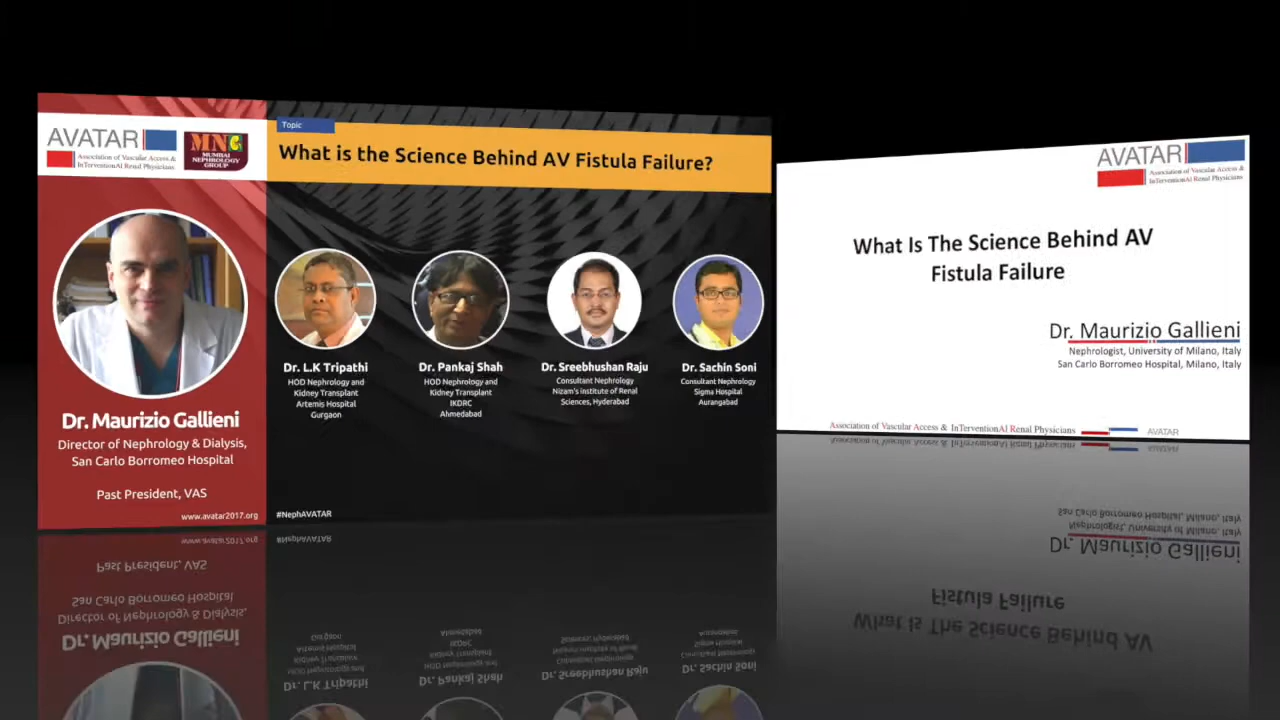 AVATAR
Association of Vascular Access &
InTerventionAl Renal Physicians
MNG
MUMBAI
NEPHROLOGY
GROUP
Dr. Maurizio Gallieni
Director of Nephrology & Dialysis,
San Carlo Borromeo Hospital
Past President, VAS
www.avatar2017.org
Topic
What is the Science Behind AV Fistula Failure?
Dr. L.K Tripathi
HOD Nephrology and
Kidney Transplant
Artemis Hospital
Gurgaon
Dr. Pankaj Shah
HOD Nephrology and
Kidney Transplant
IKDRC
Ahmedabad
Dr. Sreebhushan Raju
Consultant Nephrology
Nizam's Institute of Renal
Sciences, Hyderabad
Dr. Sachin Soni
Consultant Nephrology
Sigma Hospital
Aurangabad
#NephAVATAR
AVATAR
Association of Vascular Access &
InTerventionAl Renal Physicians
What Is The Science Behind AV
Fistula Failure
Dr. Maurizio Gallieni
Nephrologist, University of Milano, Italy
San Carlo Borromeo Hospital, Milano, Italy
Association of Vascular Access & InTerventionAl Renal Physicians AVATAR